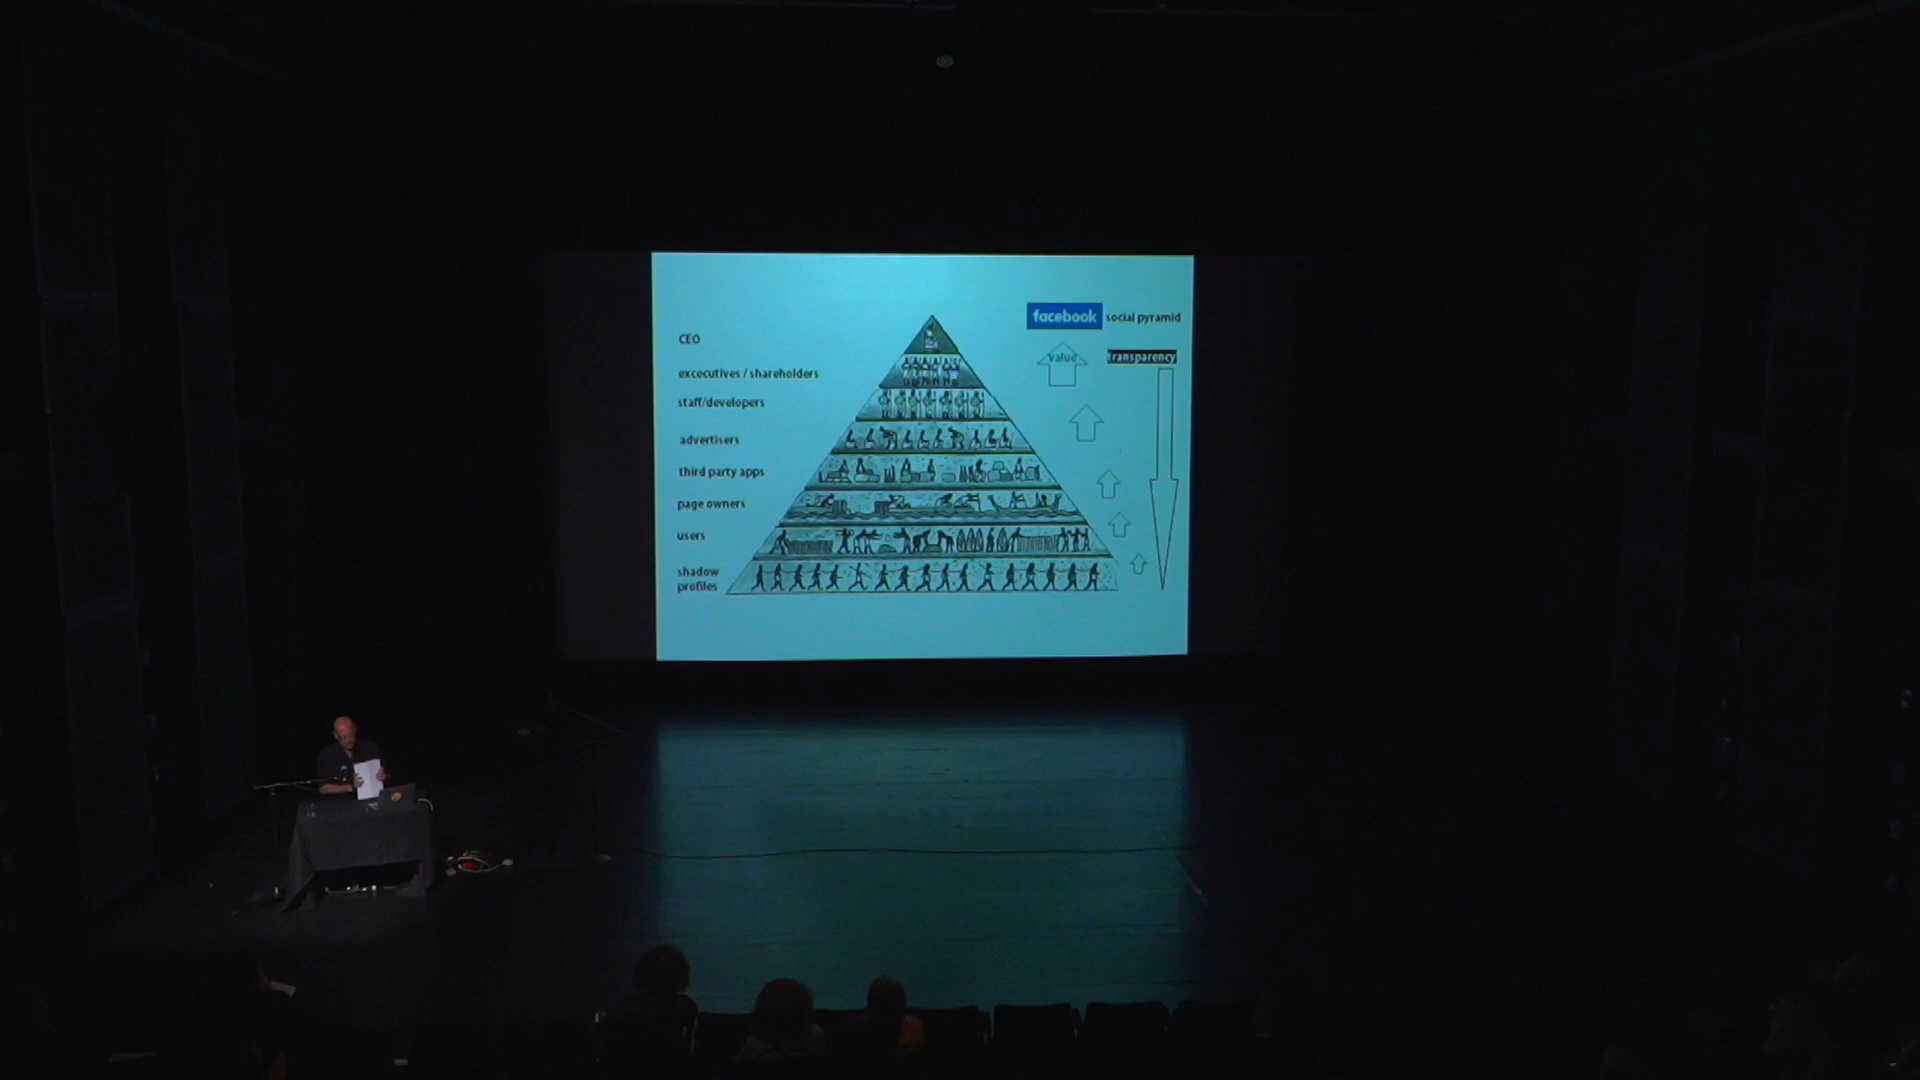 facebook social pyramid
CEO
value
transparency
excecutives / shareholders
staff/developers
advertisers
third party apps
page owners
users
shadow
profiles